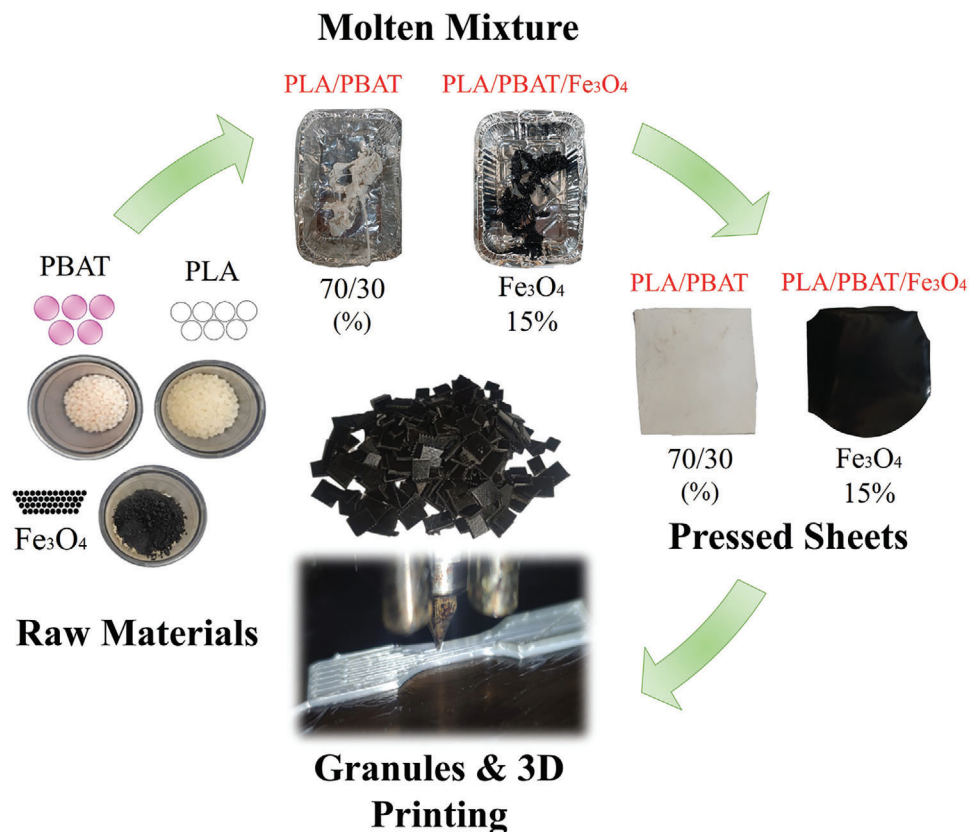 Molten Mixture
PLA/PBAT
PLA/PBAT/Fe₃O₄
70/30
(%)
Fe₃O₄
15%
PBAT
PLA
Fe₃O₄
Raw Materials
PLA/PBAT
PLA/PBAT/Fe₃O₄
70/30
(%)
Fe₃O₄
15%
Pressed Sheets
Granules & 3D
Printing